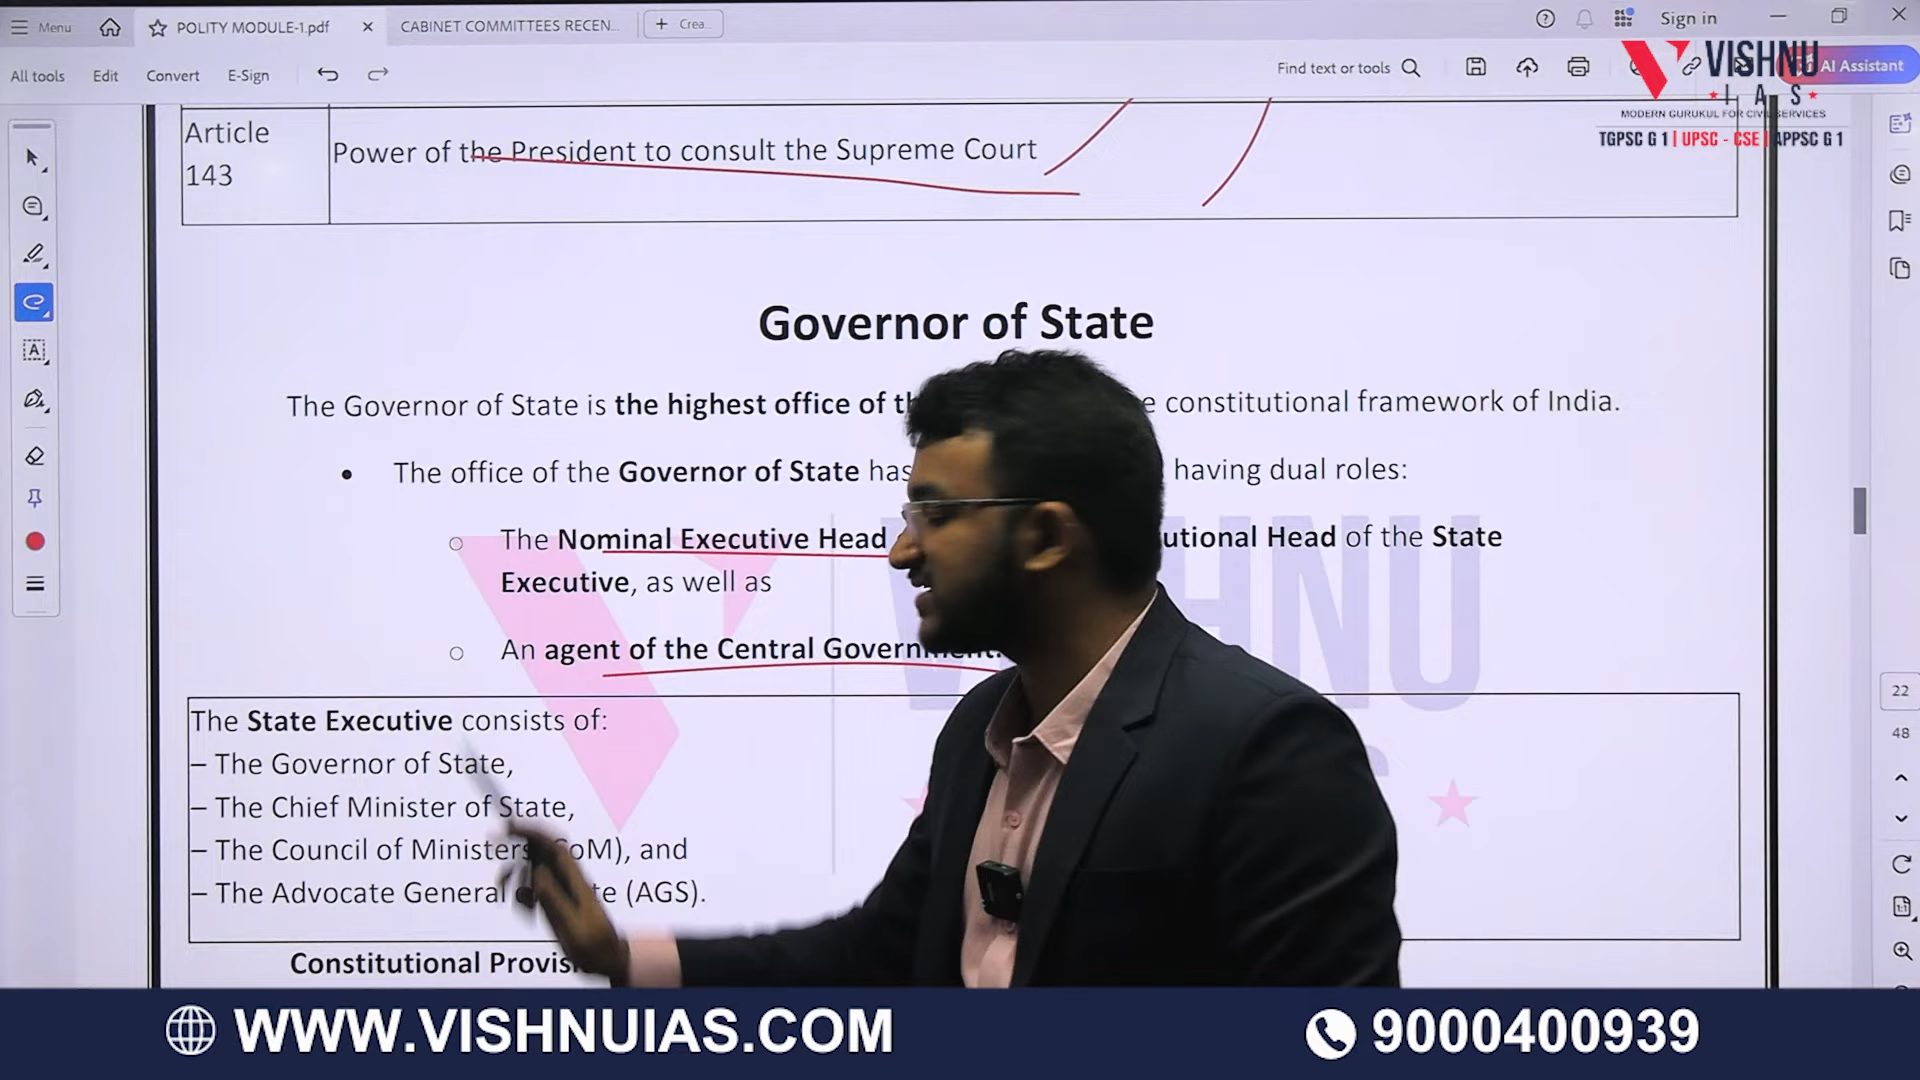 Menu
POLITY MODULE-1.pdf
CABINET COMMITTEES RECEN...
Crea...
Sign in
All tools
Edit
Convert
E-Sign
Find text or tools
AI Assistant
VISHNU
IAS
MODERN GURUKUL FOR CIVIL SERVICES
TGPSC G 1 | UPSC - CSE | APPSC G 1
Article
143
Power of the President to consult the Supreme Court
Governor of State
The Governor of State is the highest office of constitutional framework of India.
The office of the Governor of State has having dual roles:
The Nominal Executive Head Head of the State
Executive, as well as
An agent of the Central Government.
The State Executive consists of:
– The Governor of State,
– The Chief Minister of State,
– The Council of Ministers (CoM), and
– The Advocate General (AGS).
Constitutional
22
48
WWW.VISHNUIAS.COM
9000400939